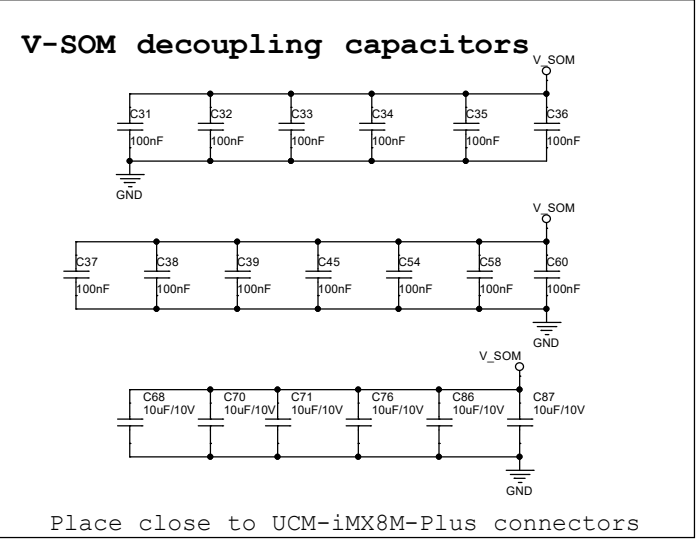 V-SOM decoupling capacitors
V_SOM
C31 C32 C33 C34 C35 C36
100nF 100nF 100nF 100nF 100nF 100nF
GND
V_SOM
C37 C38 C39 C45 C54 C58 C60
100nF 100nF 100nF 100nF 100nF 100nF 100nF
GND
V_SOM
C68 C70 C71 C76 C86 C87
10uF/10V 10uF/10V 10uF/10V 10uF/10V 10uF/10V 10uF/10V
GND
Place close to UCM-iMX8M-Plus connectors